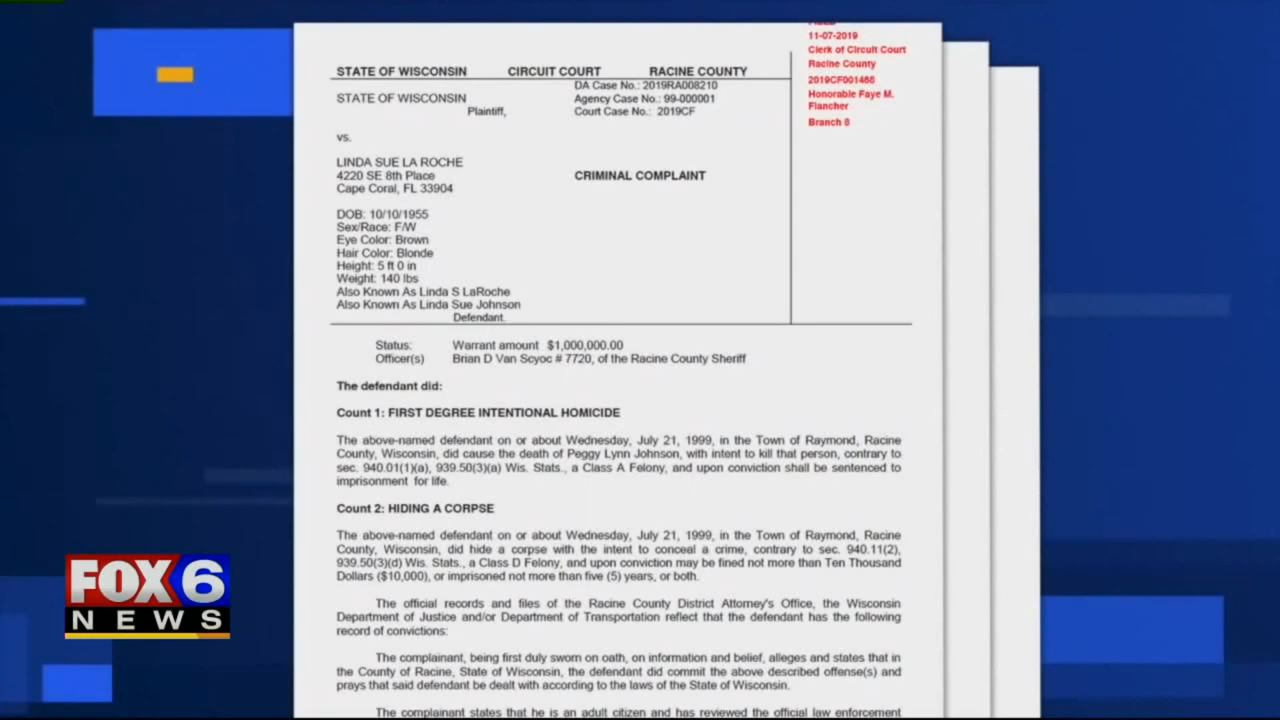 11-07-2019
Clerk of Circuit Court
Racine County
2019CF001468
Honorable Faye M.
Flancher
Branch 8
STATE OF WISCONSIN CIRCUIT COURT RACINE COUNTY
DA Case No.: 2019RA008210
STATE OF WISCONSIN Agency Case No.: 99-000001
Plaintiff, Court Case No.: 2019CF
vs.
LINDA SUE LA ROCHE
4220 SE 8th Place CRIMINAL COMPLAINT
Cape Coral, FL 33904
DOB: 10/10/1955
Sex/Race: F/W
Eye Color: Brown
Hair Color: Blonde
Height: 5 ft 0 in
Weight: 140 lbs
Also Known As Linda S LaRoche
Also Known As Linda Sue Johnson
Defendant.
Status: Warrant amount $1,000,000.00
Officer(s) Brian D Van Scyoc # 7720, of the Racine County Sheriff
The defendant did:
Count 1: FIRST DEGREE INTENTIONAL HOMICIDE
The above-named defendant on or about Wednesday, July 21, 1999, in the Town of Raymond, Racine
County, Wisconsin, did cause the death of Peggy Lynn Johnson, with intent to kill that person, contrary to
sec. 940.01(1)(a), 939.50(3)(a) Wis. Stats., a Class A Felony, and upon conviction shall be sentenced to
imprisonment for life.
Count 2: HIDING A CORPSE
The above-named defendant on or about Wednesday, July 21, 1999, in the Town of Raymond, Racine
County, Wisconsin, did hide a corpse with the intent to conceal a crime, contrary to sec. 940.11(2),
939.50(3)(d) Wis. Stats., a Class D Felony, and upon conviction may be fined not more than Ten Thousand
Dollars ($10,000), or imprisoned not more than five (5) years, or both.
The official records and files of the Racine County District Attorney's Office, the Wisconsin
Department of Justice and/or Department of Transportation reflect that the defendant has the following
record of convictions:
The complainant, being first duly sworn on oath, on information and belief, alleges and states that in
the County of Racine, State of Wisconsin, the defendant did commit the above described offense(s) and
prays that said defendant be dealt with according to the laws of the State of Wisconsin.
The complainant states that he is an adult citizen and has reviewed the official law enforcement
FOX 6
NEWS